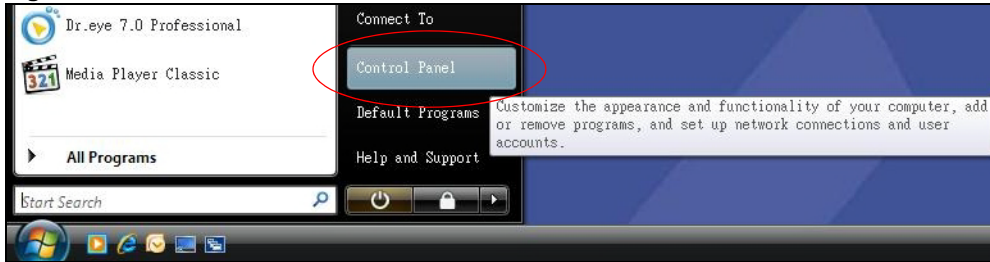 Dr.eye 7.0 Professional
Media Player Classic
All Programs
Start Search
Connect To
Control Panel
Default Programs
Help and Support
Customize the appearance and functionality of your computer, add
or remove programs, and set up network connections and user
accounts.